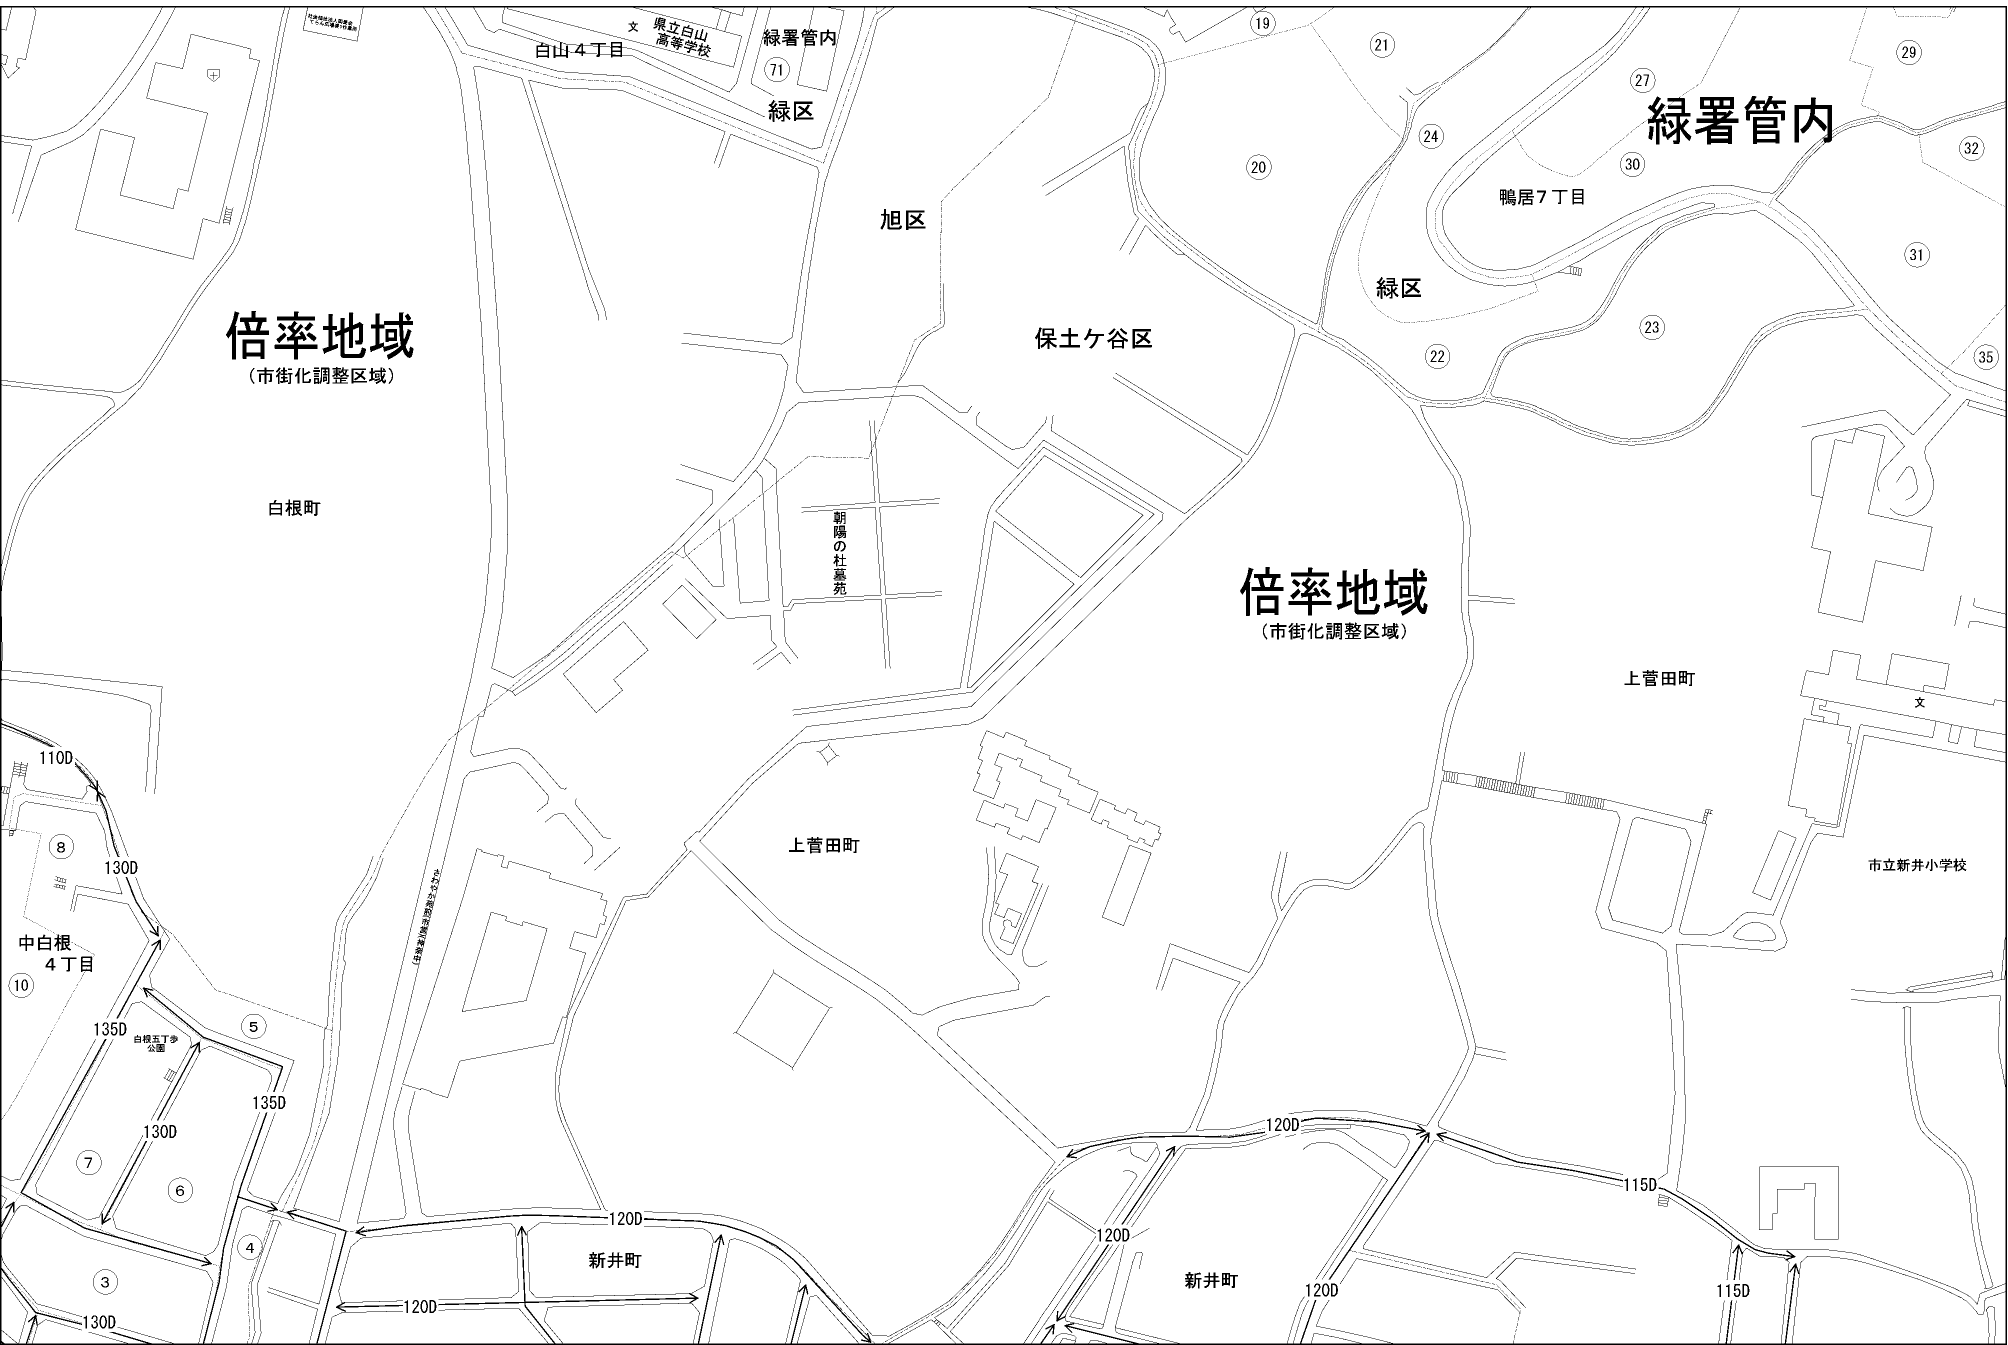 文
県立白山
高等学校
白山4丁目
緑署管内
71
緑区
19
21
27
29
緑署管内
24
20
30
32
鴨居7丁目
旭区
31
緑区
倍率地域
(市街化調整区域)
保土ケ谷区
23
22
35
白根町
朝陽の杜墓苑
倍率地域
(市街化調整区域)
上菅田町
文
110D
8
上菅田町
130D
市立新井小学校
中白根
4丁目
10
135D
5
白根五丁歩
公園
135D
130D
120D
7
6
115D
120D
120D
4
新井町
新井町
3
120D
120D
115D
130D